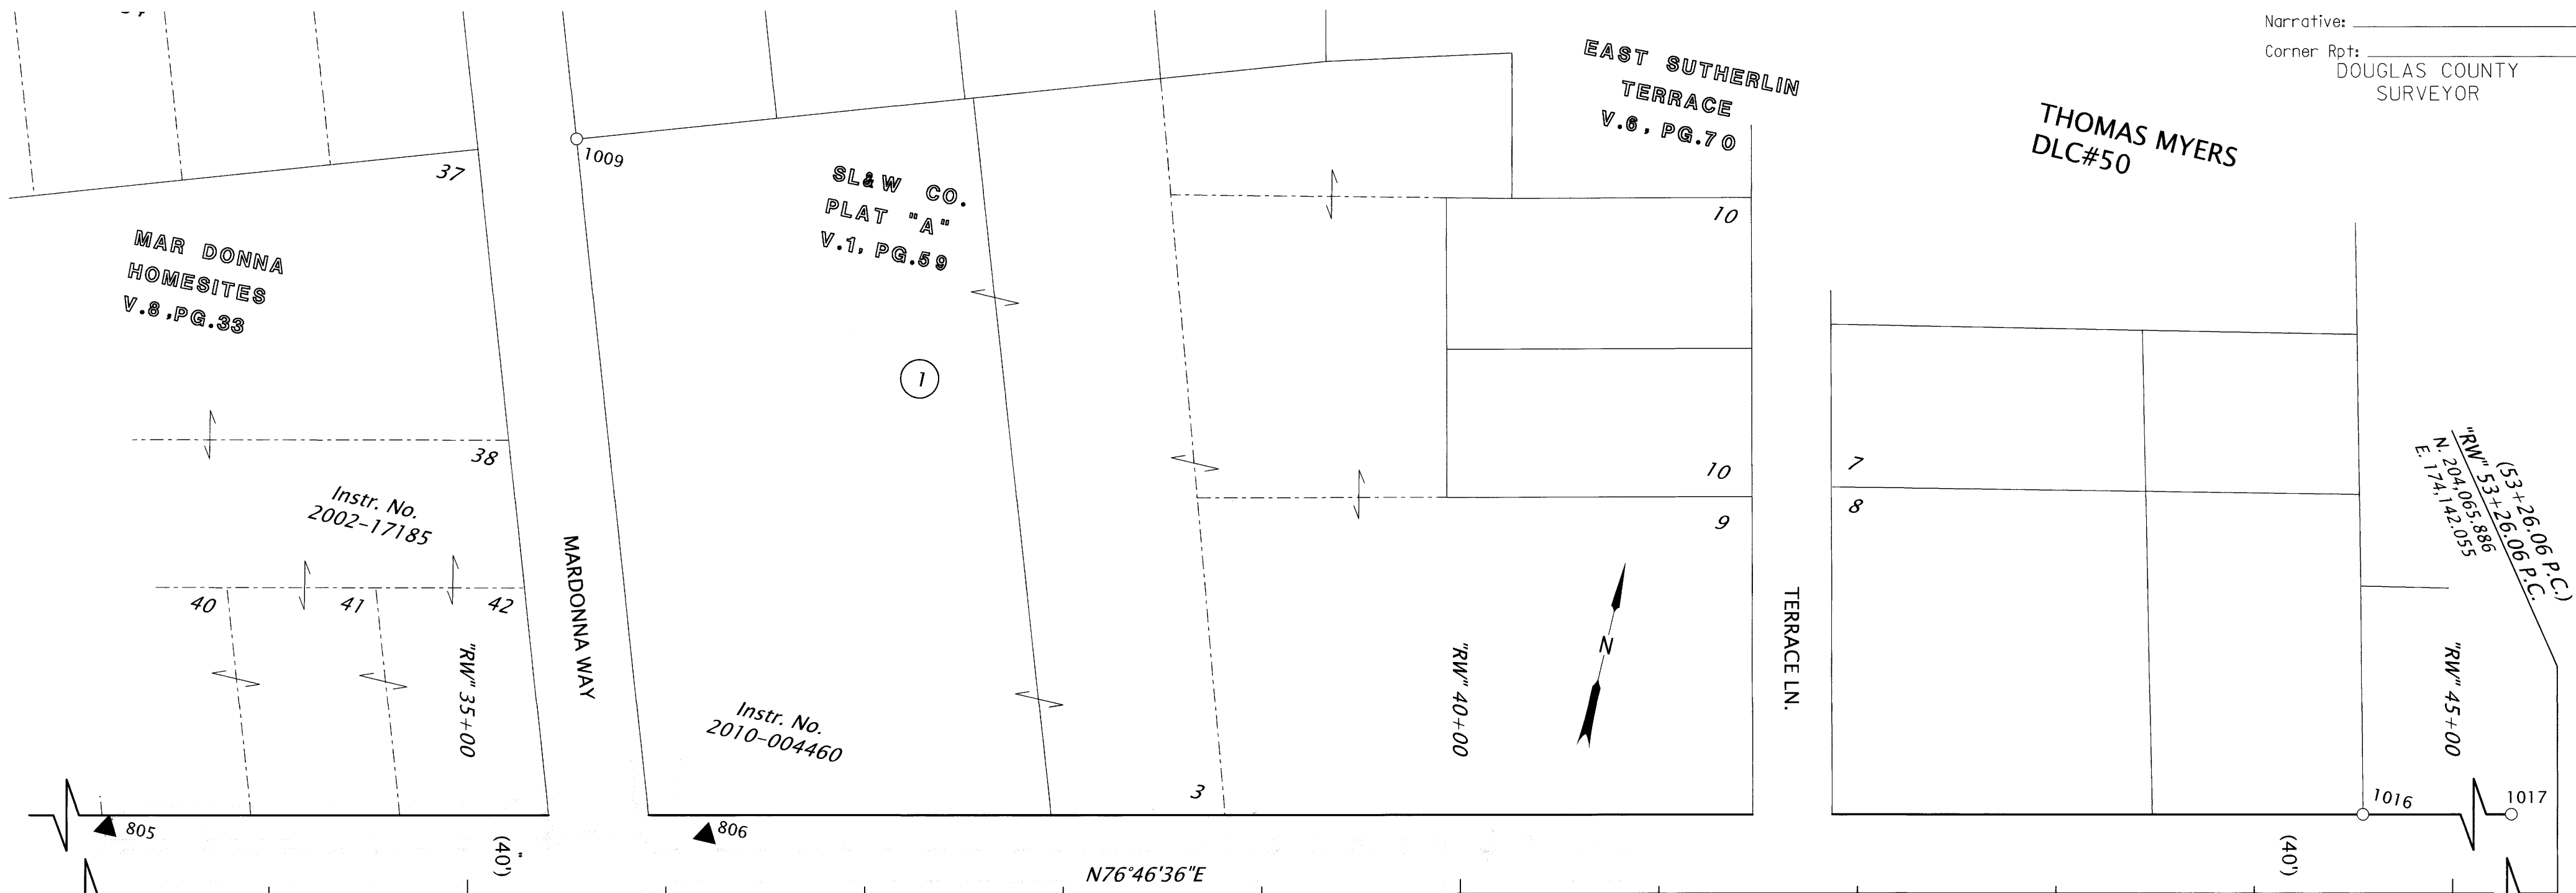 Narrative:
Corner Rpt:
DOUGLAS COUNTY
SURVEYOR
EAST SUTHERLIN
TERRACE
V.6, PG.70
THOMAS MYERS
DLC#50
1009
37
SL&W CO.
PLAT "A"
V.1, PG.59
10
MAR DONNA
HOMESITES
V.8,PG.33
1
38
10
7
8
9
Instr. No.
2002-17185
(53+26.06 P.C.)
"RW" 53+26.06 P.C.
N. 204,065.886
E. 174,142.055
MARDONNA WAY
TERRACE LN.
40
41
42
"RW" 35+00
N
"RW" 40+00
"RW" 45+00
Instr. No.
2010-004460
3
1016
1017
805
806
(40')
"
(40')
N76°46'36"E